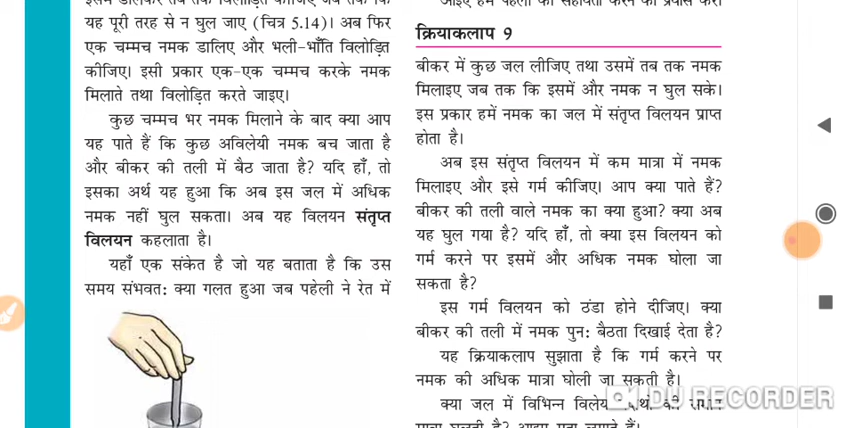 यह पूरी तरह से न घुल जाए (चित्र 5.14)। अब फिर
एक चम्मच नमक डालिए और भली-भाँति विलोड़ित
कीजिए। इसी प्रकार एक-एक चम्मच करके नमक
मिलाते तथा विलोड़ित करते जाइए।
कुछ चम्मच भर नमक मिलाने के बाद क्या आप
यह पाते हैं कि कुछ अविलेयी नमक बच जाता है
और बीकर की तली में बैठ जाता है? यदि हाँ, तो
इसका अर्थ यह हुआ कि अब इस जल में अधिक
नमक नहीं घुल सकता। अब यह विलयन संतृप्त
विलयन कहलाता है।
यहाँ एक संकेत है जो यह बताता है कि उस
समय संभवत: क्या गलत हुआ जब पहेली ने रेत में
क्रियाकलाप 9
बीकर में कुछ जल लीजिए तथा उसमें तब तक नमक
मिलाइए जब तक कि इसमें और नमक न घुल सके।
इस प्रकार हमें नमक का जल में संतृप्त विलयन प्राप्त
होता है।
अब इस संतृप्त विलयन में कम मात्रा में नमक
मिलाइए और इसे गर्म कीजिए। आप क्या पाते हैं?
बीकर की तली वाले नमक का क्या हुआ? क्या अब
यह घुल गया है? यदि हाँ, तो क्या इस विलयन को
गर्म करने पर इसमें और अधिक नमक घोला जा
सकता है?
इस गर्म विलयन को ठंडा होने दीजिए। क्या
बीकर की तली में नमक पुन: बैठता दिखाई देता है?
यह क्रियाकलाप सुझाता है कि गर्म करने पर
नमक की अधिक मात्रा घोली जा सकती है।
क्या जल में विभिन्न विलेय की
DU RECORDER